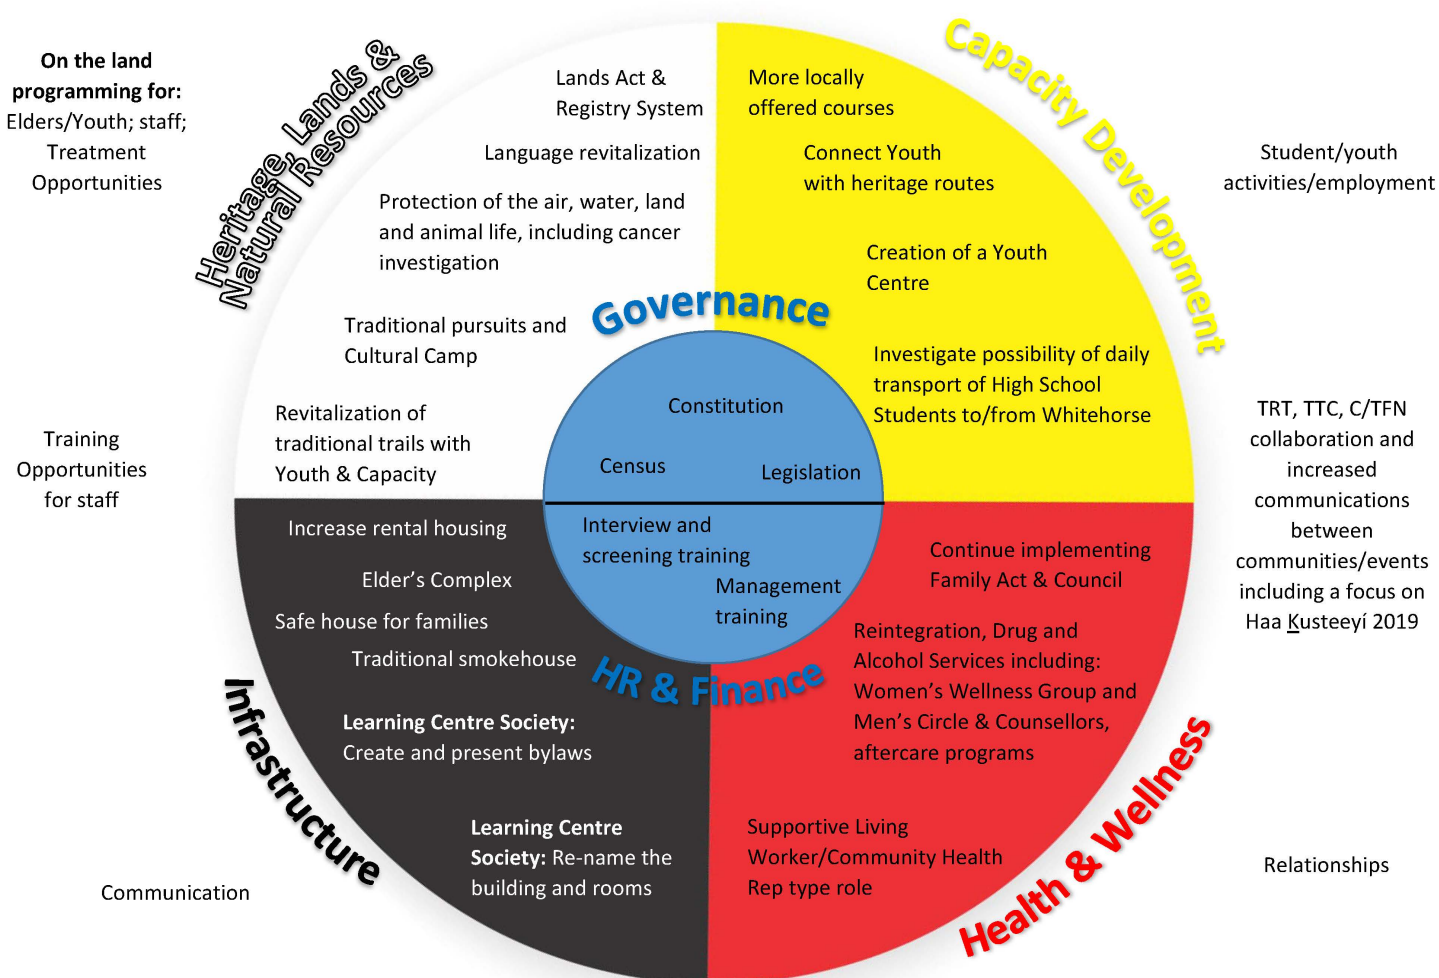 On the land
programming for:
Elders/Youth; staff;
Treatment
Opportunities
Training
Opportunities
for staff
Communication
Heritage, Lands &
Natural Resources
Lands Act &
Registry System
Language revitalization
Protection of the air, water, land
and animal life, including cancer
investigation
Traditional pursuits and
Cultural Camp
Revitalization of
traditional trails with
Youth & Capacity
Capacity Development
More locally
offered courses
Connect Youth
with heritage routes
Creation of a Youth
Centre
Investigate possibility of daily
transport of High School
Students to/from Whitehorse
Governance
Constitution
Census
Legislation
Interview and
screening training
Management
training
HR & Finance
Infrastructure
Increase rental housing
Elder’s Complex
Safe house for families
Traditional smokehouse
Learning Centre Society:
Create and present bylaws
Learning Centre
Society: Re-name the
building and rooms
Health & Wellness
Continue implementing
Family Act & Council
Reintegration, Drug and
Alcohol Services including:
Women’s Wellness Group and
Men’s Circle & Counsellors,
aftercare programs
Supportive Living
Worker/Community Health
Rep type role
Student/youth
activities/employment
TRT, TTC, C/TFN
collaboration and
increased
communications
between
communities/events
including a focus on
Haa Ḵusteeyí 2019
Relationships